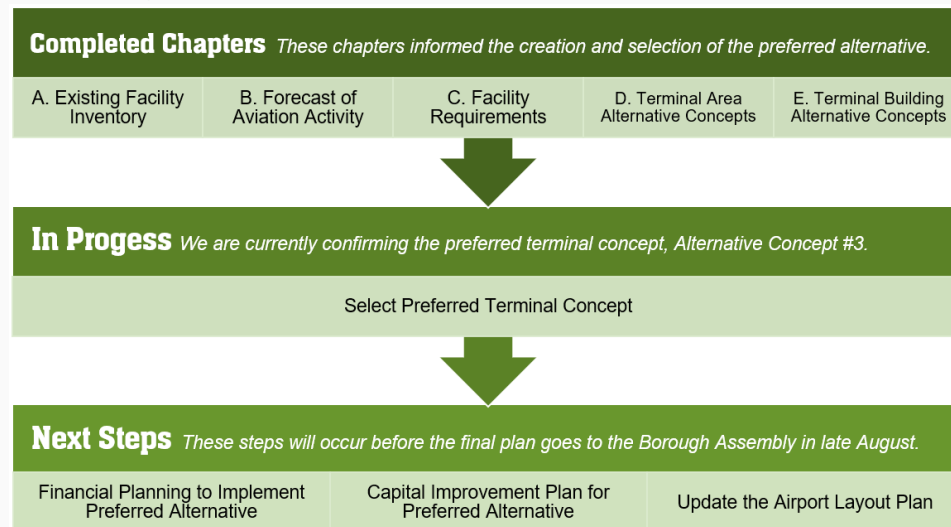 Completed Chapters These chapters informed the creation and selection of the preferred alternative.
A. Existing Facility
Inventory
B. Forecast of
Aviation Activity
C. Facility
Requirements
D. Terminal Area
Alternative Concepts
E. Terminal Building
Alternative Concepts
In Progess We are currently confirming the preferred terminal concept, Alternative Concept #3.
Select Preferred Terminal Concept
Next Steps These steps will occur before the final plan goes to the Borough Assembly in late August.
Financial Planning to Implement
Preferred Alternative
Capital Improvement Plan for
Preferred Alternative
Update the Airport Layout Plan